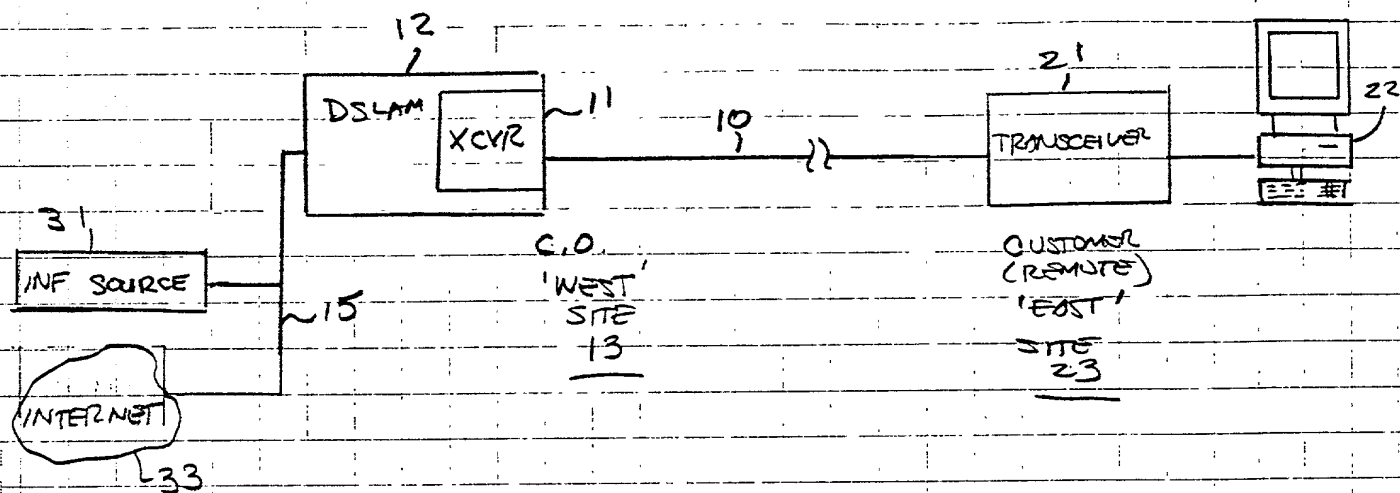 12
DSLAM
XCVR
11
10
21
TRANSCEIVER
22
31
INF SOURCE
15
INTERNET
33
C.O.
'WEST'
SITE
13
CUSTOMER
(REMOTE)
'EAST'
SITE
23